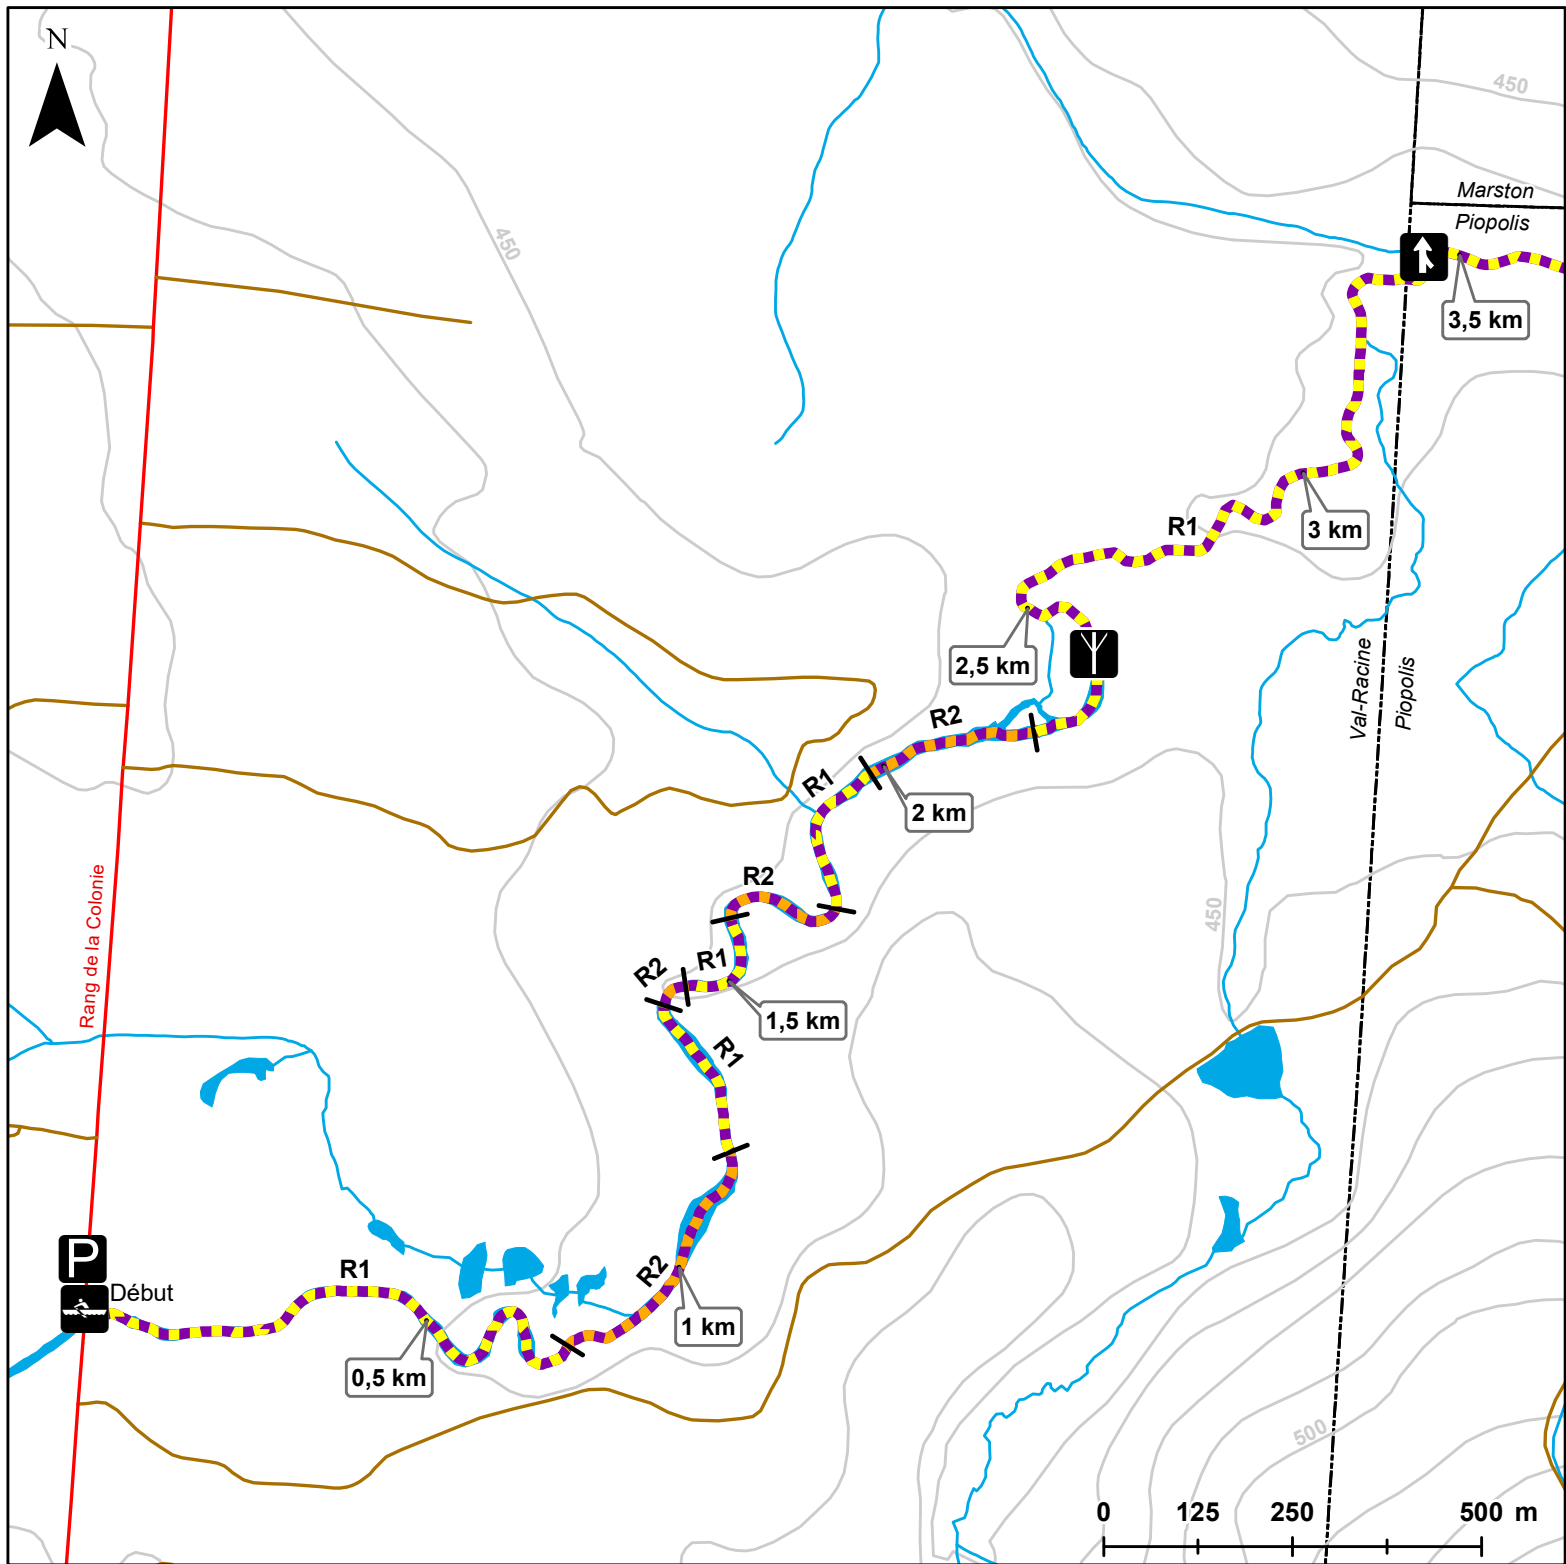 N
450
Marston
Piopolis
450
3,5 km
R1
3 km
2,5 km
Val-Racine
Piopolis
R2
R1
2 km
R2
Rang de la Colonie
450
R2
R1
1,5 km
R1
P
Début
R1
R2
1 km
0,5 km
500
0 125 250 500 m